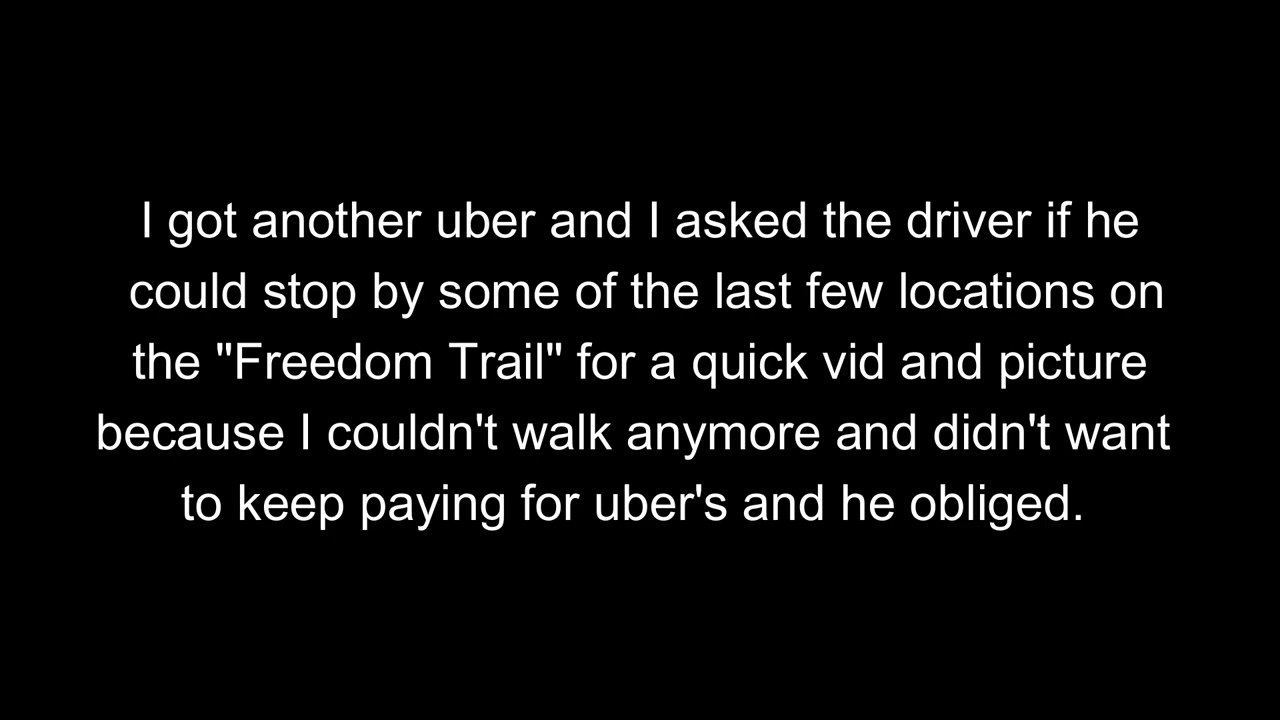 I got another uber and I asked the driver if he
could stop by some of the last few locations on
the "Freedom Trail" for a quick vid and picture
because I couldn't walk anymore and didn't want
to keep paying for uber's and he obliged.